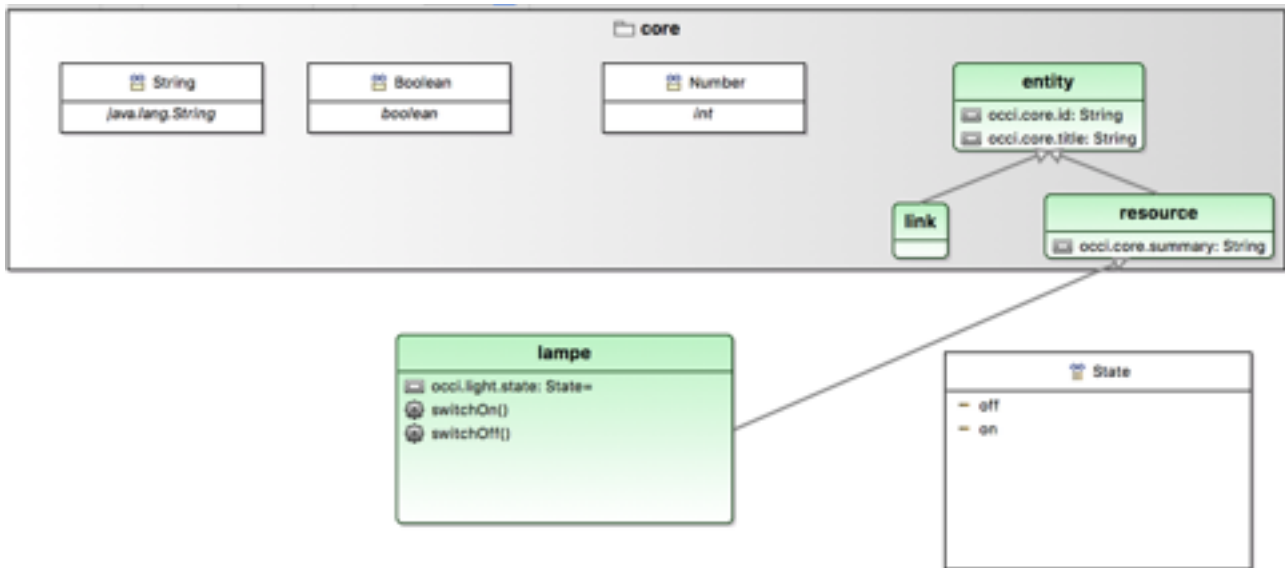 core
String
java.lang.String
Boolean
boolean
Number
int
entity
occi.core.id: String
occi.core.title: String
link
resource
occi.core.summary: String
lampe
occi.light.state: State=
switchOn()
switchOff()
State
off
on